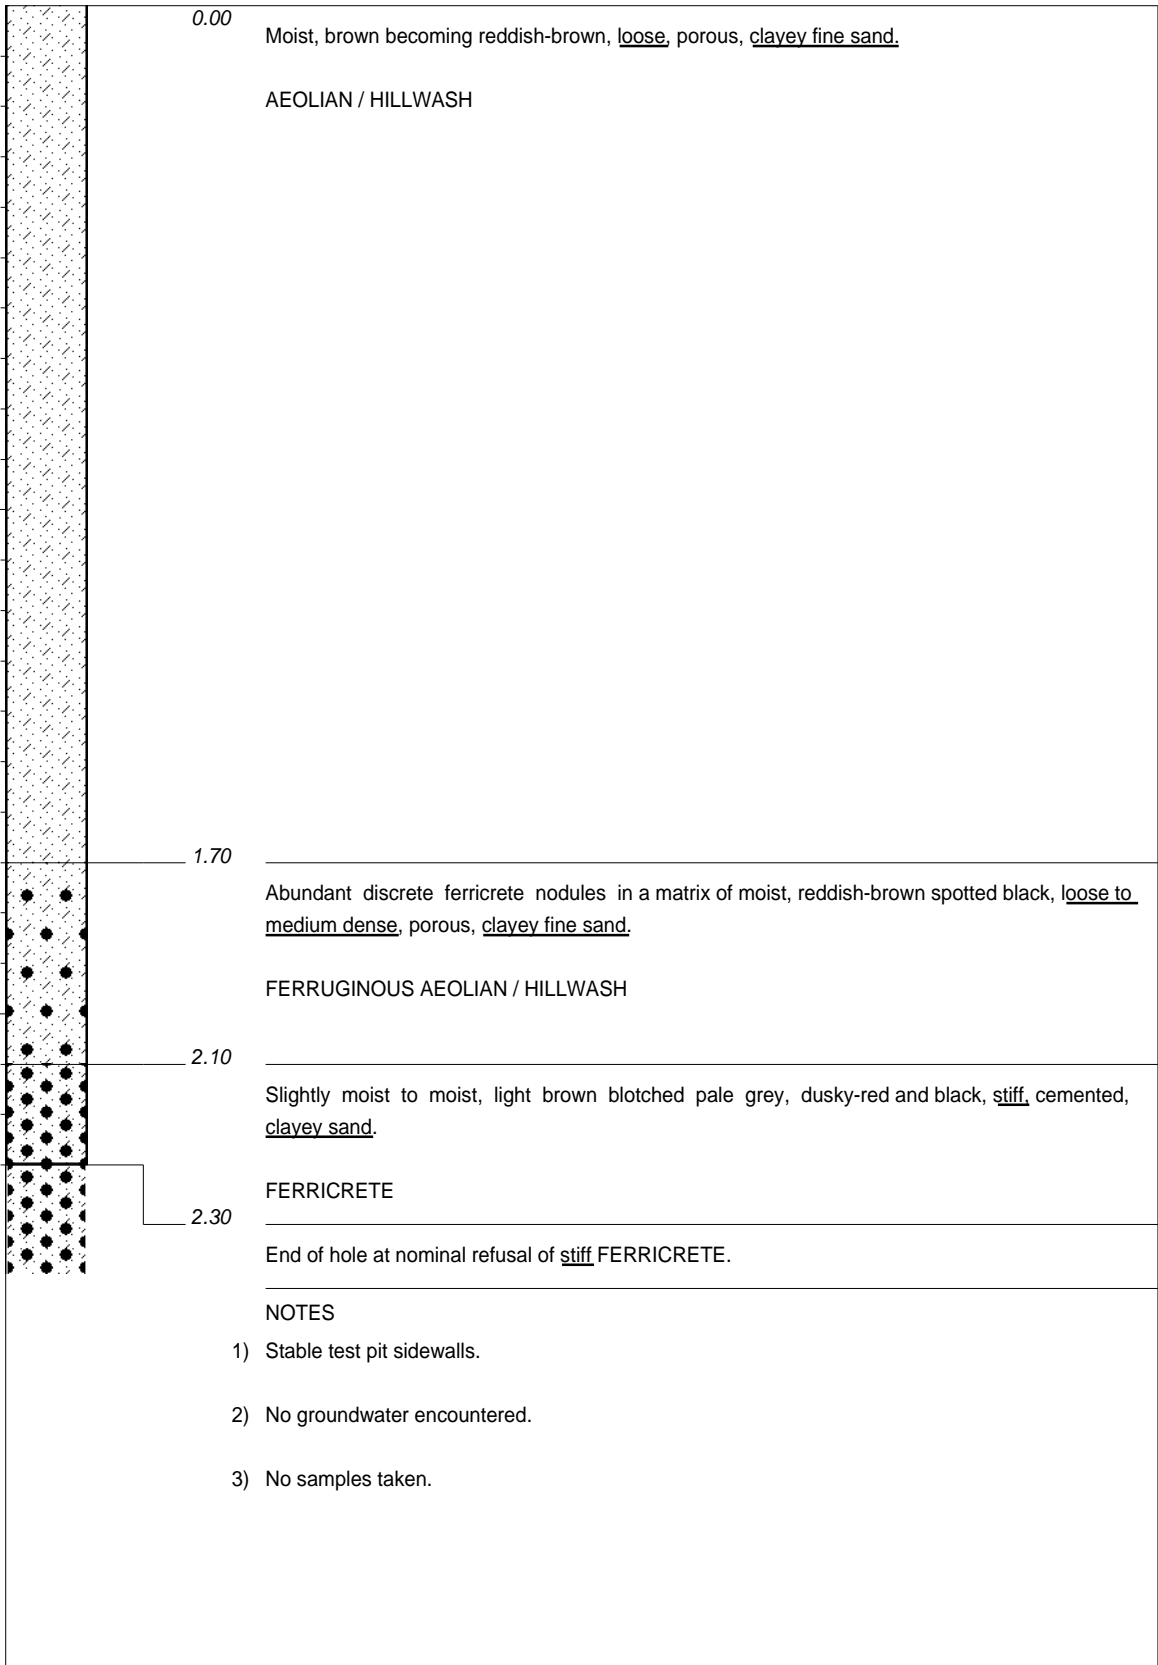 0.00
Moist, brown becoming reddish-brown, loose, porous, clayey fine sand.
AEOLIAN / HILLWASH
1.70
Abundant discrete ferricrete nodules in a matrix of moist, reddish-brown spotted black, loose to
medium dense, porous, clayey fine sand.
FERRUGINOUS AEOLIAN / HILLWASH
2.10
Slightly moist to moist, light brown blotched pale grey, dusky-red and black, stiff, cemented,
clayey sand.
FERRICRETE
2.30
End of hole at nominal refusal of stiff FERRICRETE.
NOTES
1) Stable test pit sidewalls.
2) No groundwater encountered.
3) No samples taken.